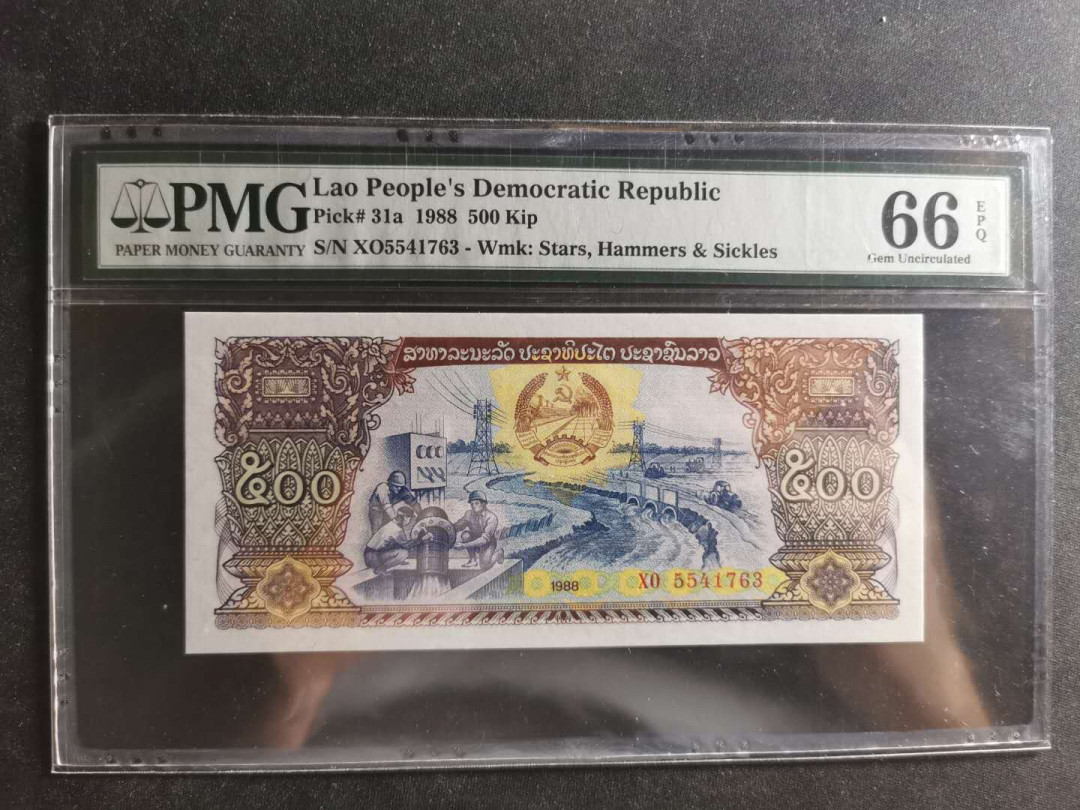 PMG
PAPER MONEY GUARANTY
Lao People's Democratic Republic
Pick# 31a 1988 500 Kip
S/N XO5541763 - Wmk: Stars, Hammers & Sickles
66
EPQ
Gem Uncirculated
ສາທາລະນະລັດ ປະຊາທິປະໄຕ ປະຊາຊົນລາວ
໕໐໐
໕໐໐
1988
XO 5541763